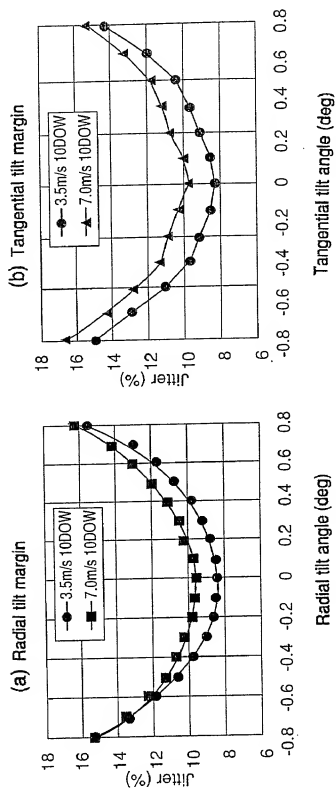 (a) Radial tilt margin
3.5m/s 10DOW
7.0m/s 10DOW
18
16
14
12
10
8
6
Jitter (%)
-0.8 -0.6 -0.4 -0.2 0 0.2 0.4 0.6 0.8
Radial tilt angle (deg)
(b) Tangential tilt margin
3.5m/s 10DOW
7.0m/s 10DOW
18
16
14
12
10
8
6
Jitter (%)
-0.8 -0.6 -0.4 -0.2 0 0.2 0.4 0.6 0.8
Tangential tilt angle (deg)